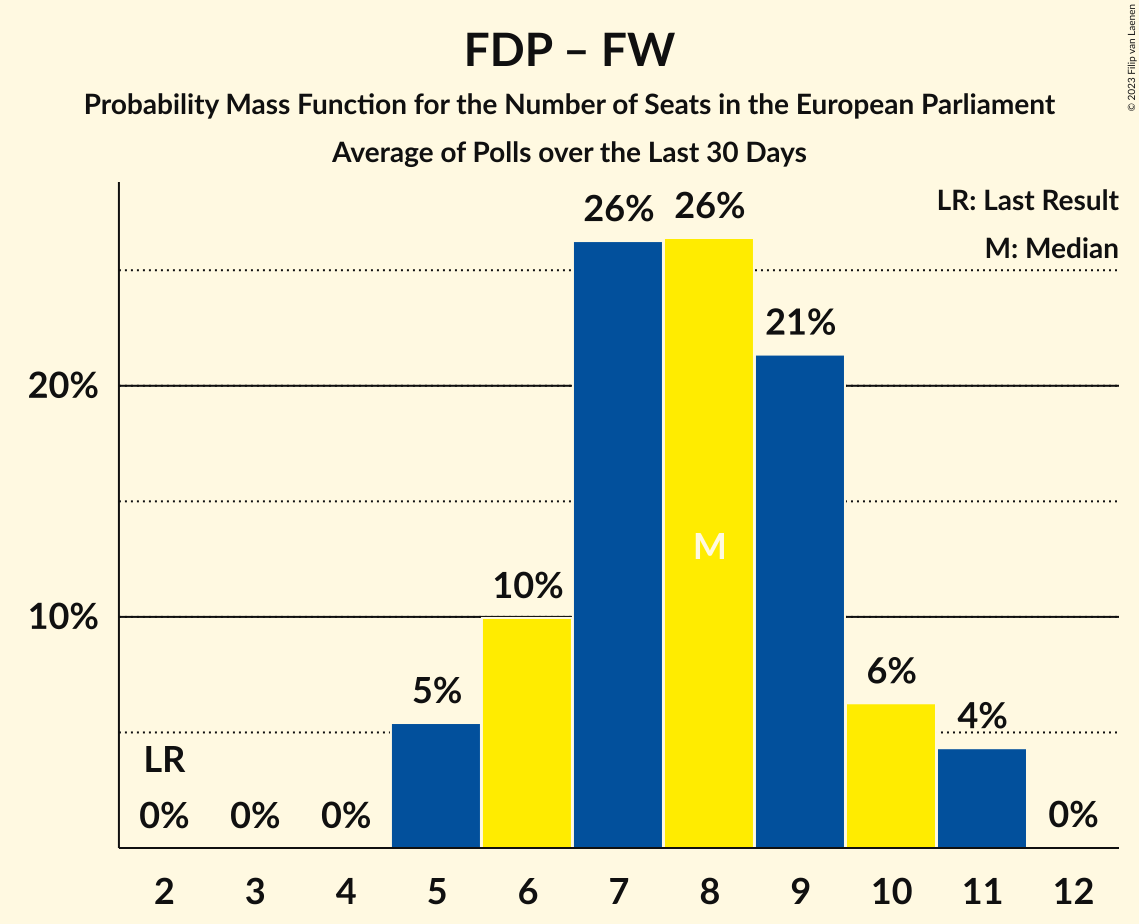 FDP – FW
Probability Mass Function for the Number of Seats in the European Parliament
Average of Polls over the Last 30 Days
© 2023 Filip van Laenen
LR: Last Result
M: Median
26% 26%
21%
20%
M
10%
10%
6%
5%
4%
LR
0% 0% 0% 0%
2 3 4 5 6 7 8 9 10 11 12